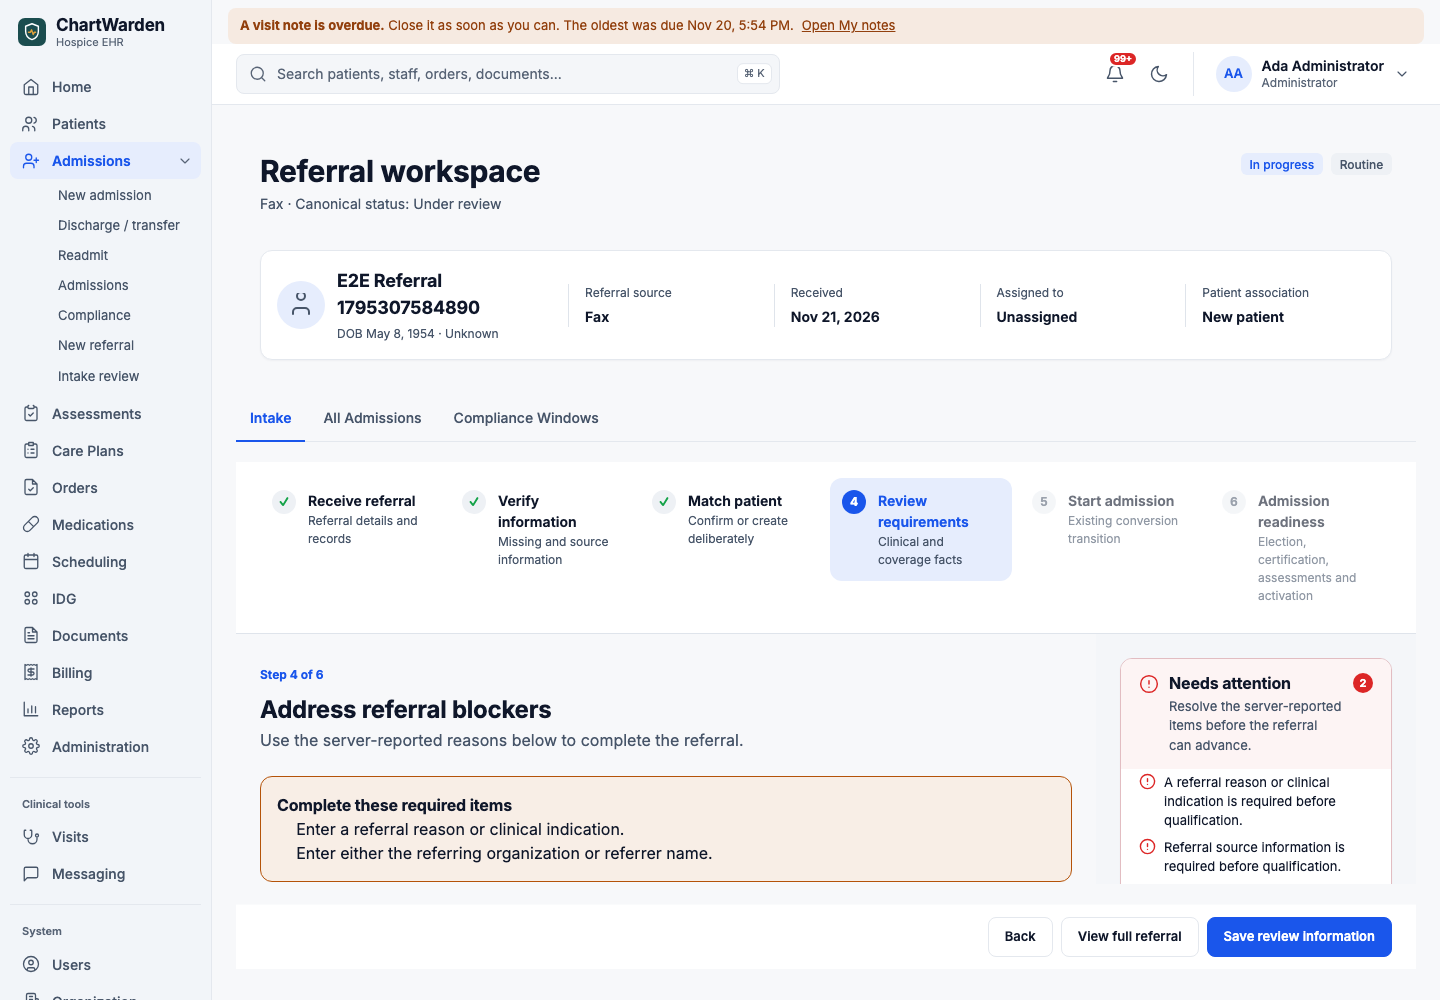 ChartWarden
Hospice EHR
A visit note is overdue. Close it as soon as you can. The oldest was due Nov 20, 5:54 PM. Open My notes
Search patients, staff, orders, documents...
⌘ K
99+
AA
Ada Administrator
Administrator
Home
Patients
Admissions
New admission
Discharge / transfer
Readmit
Admissions
Compliance
New referral
Intake review
Assessments
Care Plans
Orders
Medications
Scheduling
IDG
Documents
Billing
Reports
Administration
Clinical tools
Visits
Messaging
System
Users
Organization
Referral workspace
Fax · Canonical status: Under review
In progress
Routine
E2E Referral
1795307584890
DOB May 8, 1954 · Unknown
Referral source
Fax
Received
Nov 21, 2026
Assigned to
Unassigned
Patient association
New patient
Intake
All Admissions
Compliance Windows
Receive referral
Referral details and
records
Verify
information
Missing and source
information
Match patient
Confirm or create
deliberately
4
Review
requirements
Clinical and
coverage facts
5
Start admission
Existing conversion
transition
6
Admission
readiness
Election,
certification,
assessments and
activation
Step 4 of 6
Address referral blockers
Use the server-reported reasons below to complete the referral.
Complete these required items
Enter a referral reason or clinical indication.
Enter either the referring organization or referrer name.
Needs attention
2
Resolve the server-reported
items before the referral
can advance.
A referral reason or clinical
indication is required before
qualification.
Referral source information is
required before qualification.
Back
View full referral
Save review information